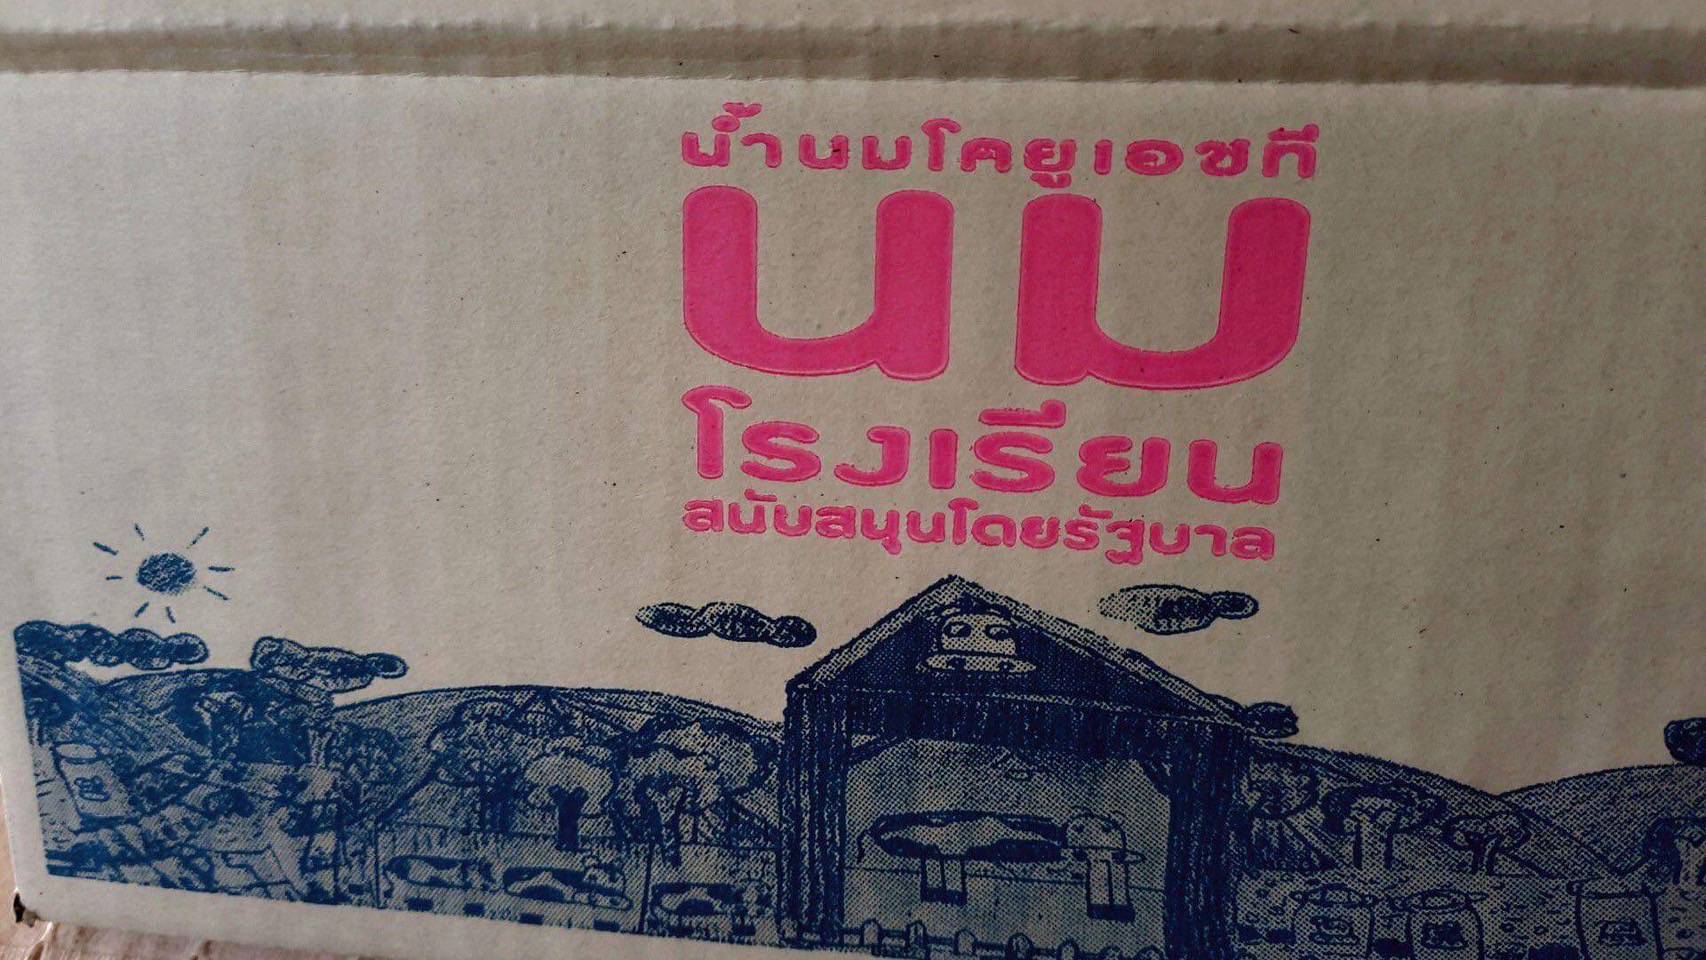 น้ำนมโคยูเอชที
นม
โรงเรียน
สนับสนุนโดยรัฐบาล